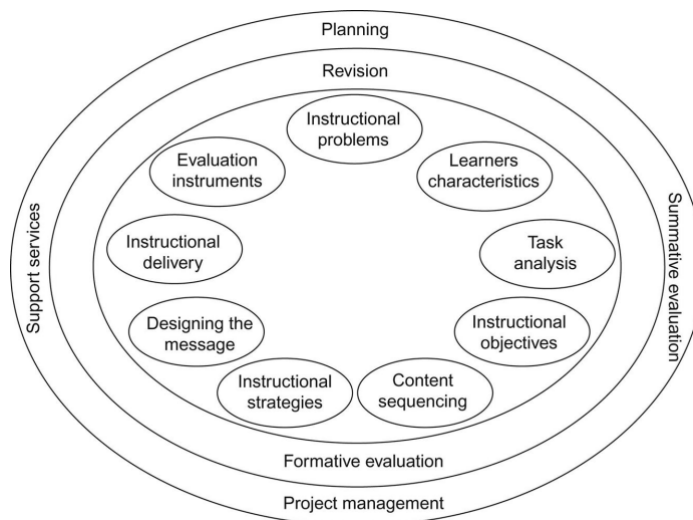 Planning
Revision
Instructional
problems
Evaluation
instruments
Learners
characteristics
Instructional
delivery
Task
analysis
Support services
Summative evaluation
Designing the
message
Instructional
objectives
Instructional
strategies
Content
sequencing
Formative evaluation
Project management